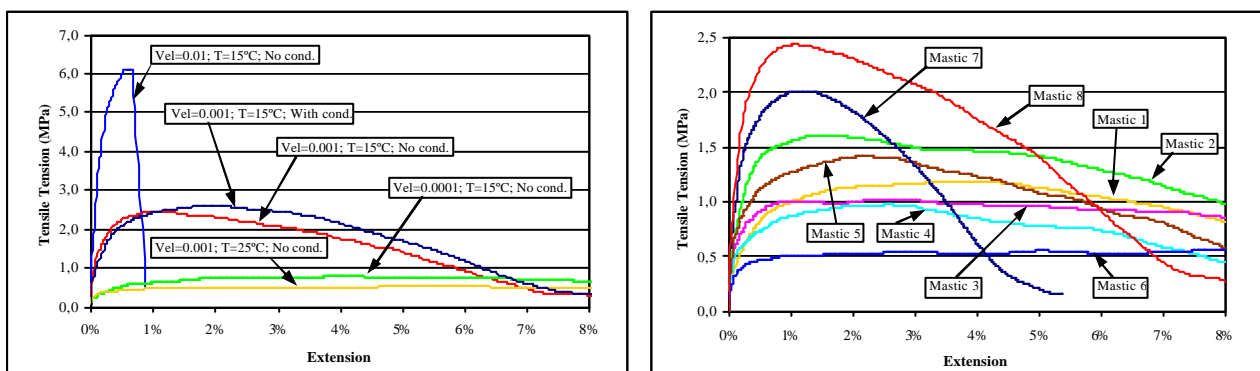 7,0
6,0
5,0
4,0
3,0
2,0
1,0
0,0
Tensile Tension (MPa)
Vel=0.01; T=15ºC; No cond.
Vel=0.001; T=15ºC; With cond.
Vel=0.001; T=15ºC; No cond.
Vel=0.0001; T=15ºC; No cond.
Vel=0.001; T=25ºC; No cond.
0% 1% 2% 3% 4% 5% 6% 7% 8%
Extension
2,5
2,0
1,5
1,0
0,5
0,0
Tensile Tension (MPa)
Mastic 7
Mastic 8
Mastic 1
Mastic 2
Mastic 5
Mastic 4
Mastic 3
Mastic 6
0% 1% 2% 3% 4% 5% 6% 7% 8%
Extension